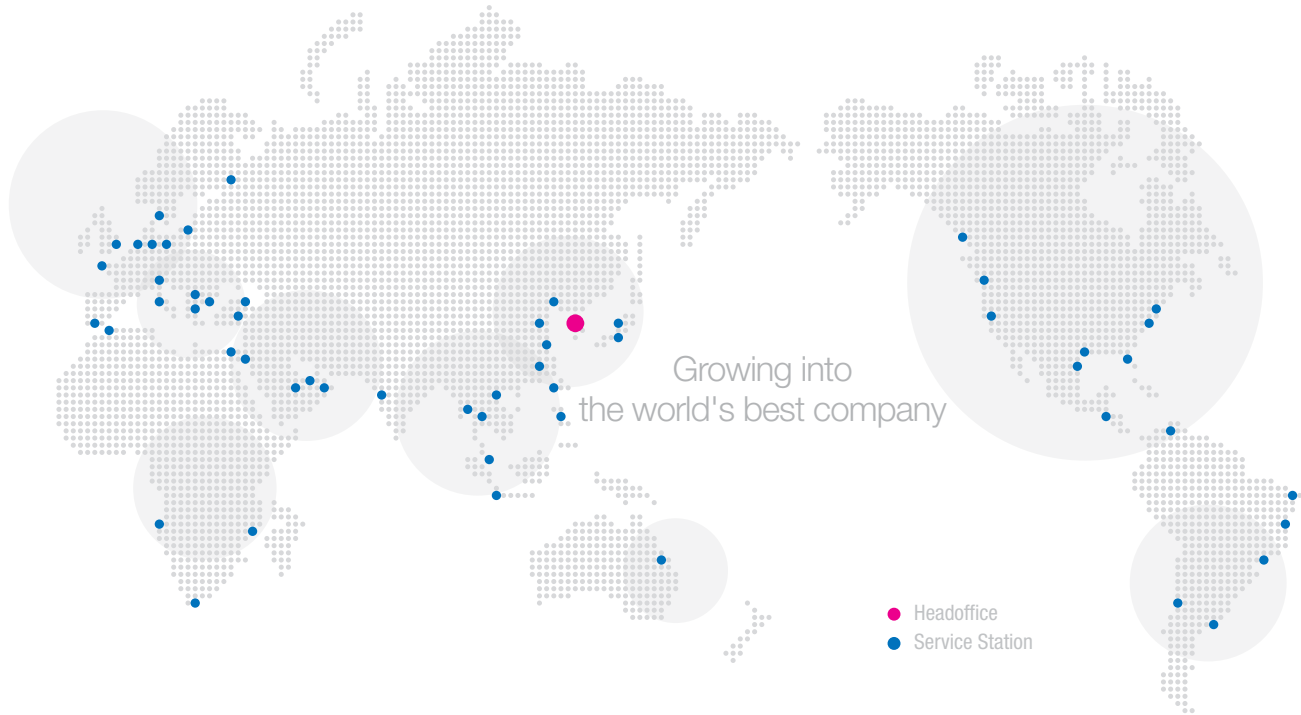 Growing into
the world's best company
Headoffice
Service Station